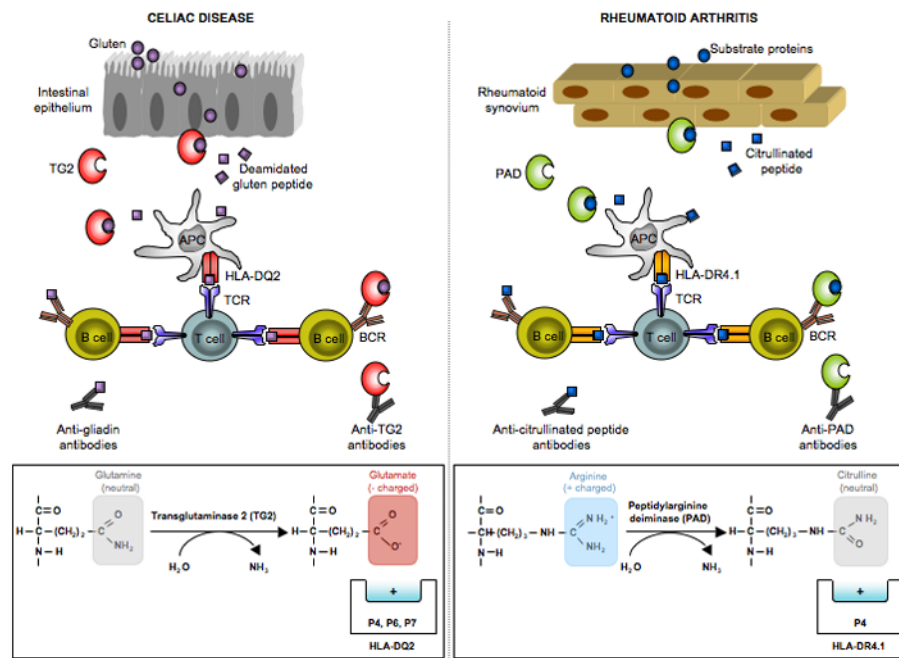 CELIAC DISEASE
Gluten
Intestinal
epithelium
TG2
Deamidated
gluten peptide
APC
HLA-DQ2
TCR
B cell
T cell
B cell
BCR
Anti-gliadin
antibodies
Anti-TG2
antibodies
Glutamine
(neutral)
Glutamate
(- charged)
Transglutaminase 2 (TG2)
C=O
H-C-(CH2)2-C
O
NH2
N-H
H2O
NH3
C=O
H-C-(CH2)2-C
O
O-
N-H
+
P4, P6, P7
HLA-DQ2
RHEUMATOID ARTHRITIS
Substrate proteins
Rheumatoid
synovium
PAD
Citrullinated
peptide
APC
HLA-DR4.1
TCR
B cell
T cell
B cell
BCR
Anti-citrullinated peptide
antibodies
Anti-PAD
antibodies
Arginine
(+ charged)
Citrulline
(neutral)
Peptidylarginine
deiminase (PAD)
C=O
-CH-(CH2)3-NH-C
NH2+
NH2
N-H
H2O
NH3
C=O
H-C-(CH2)3-NH-C
NH2
O
N-H
+
P4
HLA-DR4.1